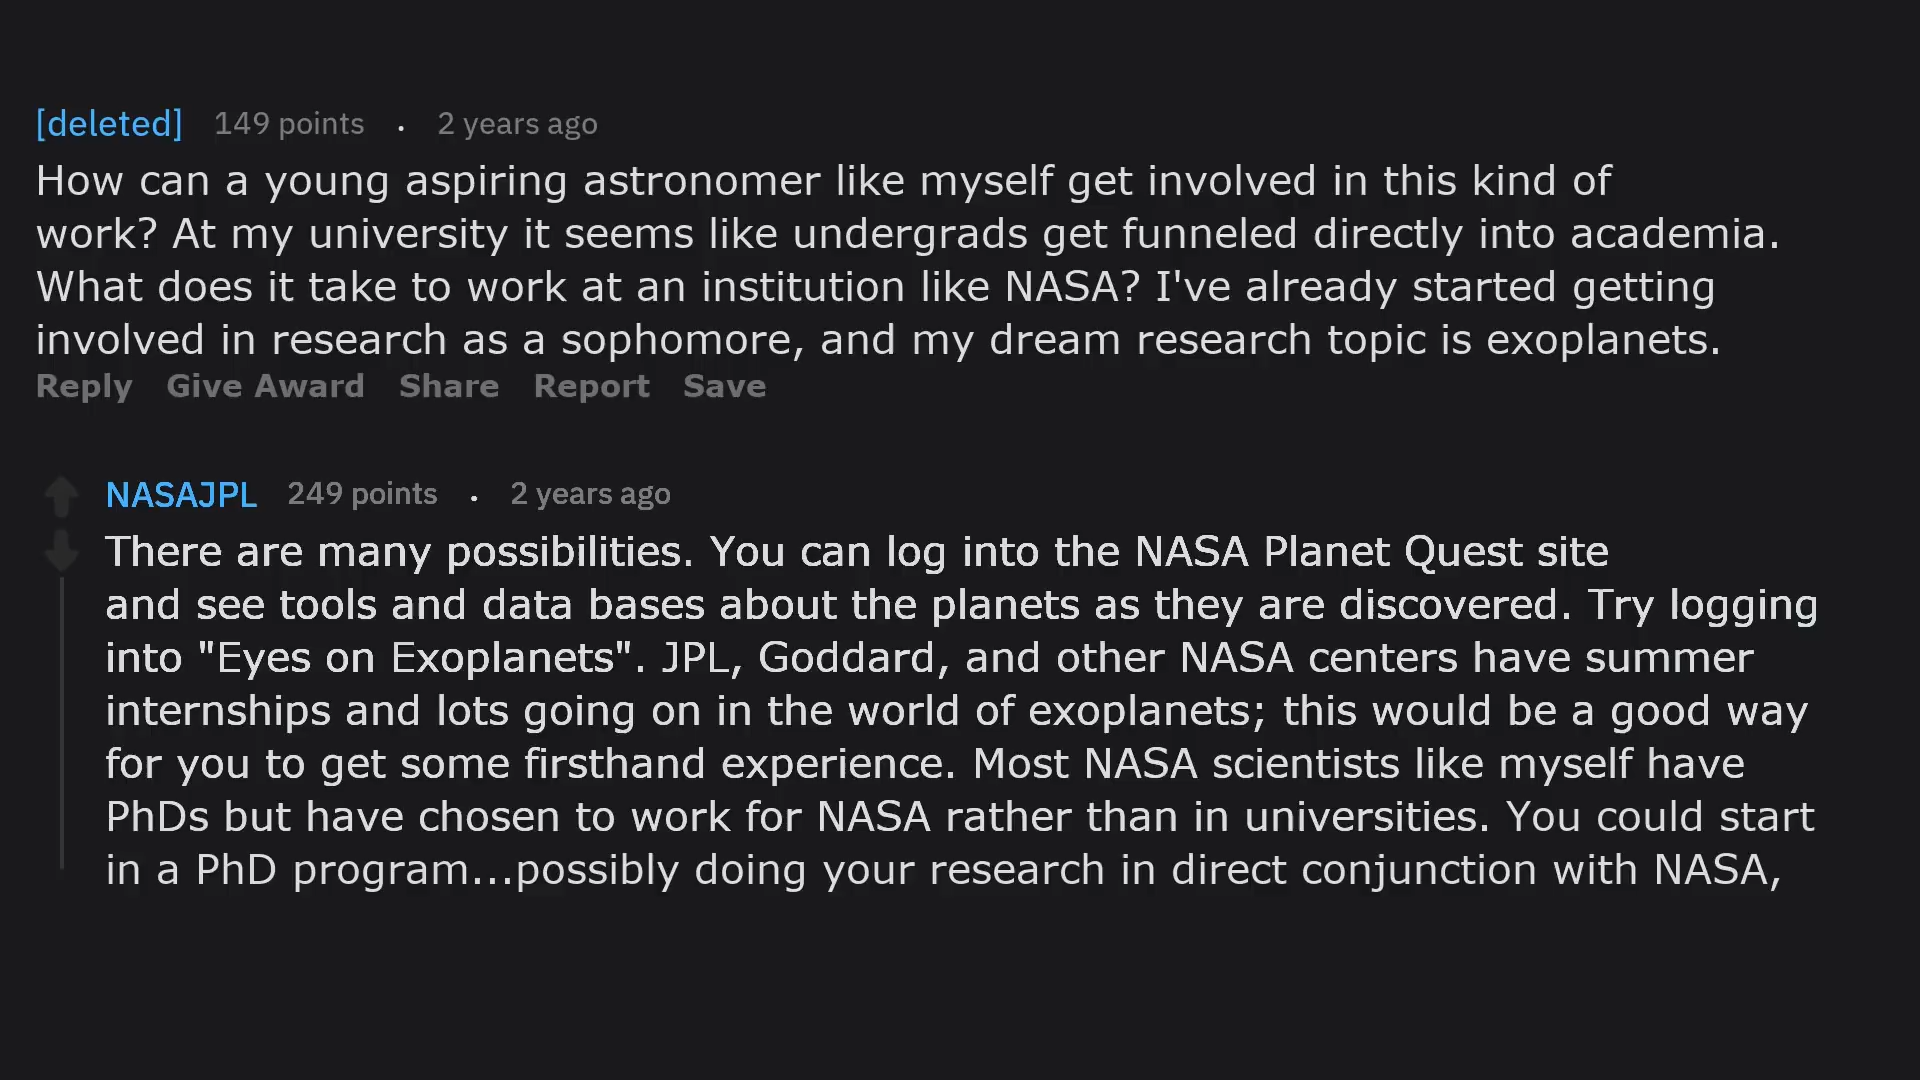 [deleted] 149 points . 2 years ago
How can a young aspiring astronomer like myself get involved in this kind of
work? At my university it seems like undergrads get funneled directly into academia.
What does it take to work at an institution like NASA? I've already started getting
involved in research as a sophomore, and my dream research topic is exoplanets.
Reply Give Award Share Report Save
NASAJPL 249 points . 2 years ago
There are many possibilities. You can log into the NASA Planet Quest site
and see tools and data bases about the planets as they are discovered. Try logging
into "Eyes on Exoplanets". JPL, Goddard, and other NASA centers have summer
internships and lots going on in the world of exoplanets; this would be a good way
for you to get some firsthand experience. Most NASA scientists like myself have
PhDs but have chosen to work for NASA rather than in universities. You could start
in a PhD program...possibly doing your research in direct conjunction with NASA,